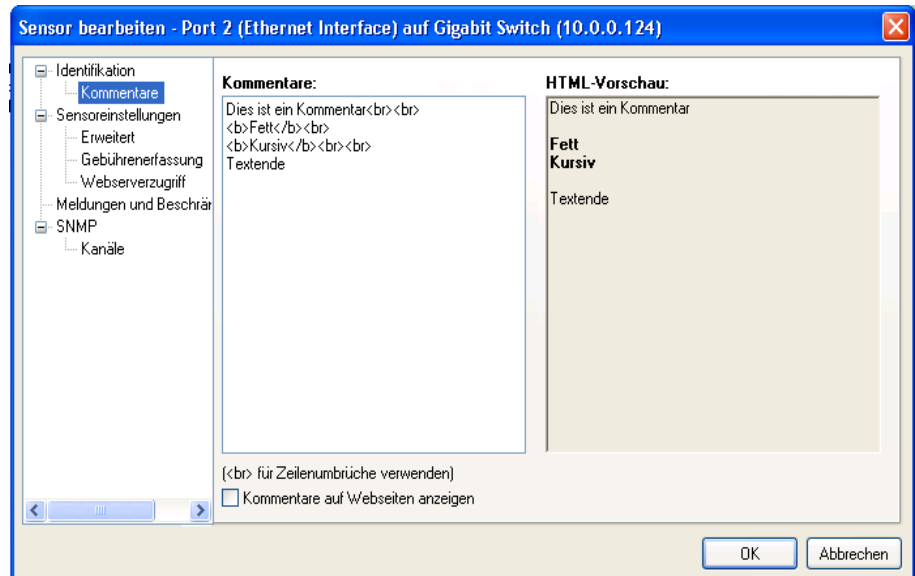 Sensor bearbeiten - Port 2 (Ethernet Interface) auf Gigabit Switch (10.0.0.124)
Identifikation
Kommentare
Sensoreinstellungen
Erweitert
Gebührenerfassung
Webserverzugriff
Meldungen und Beschrär
SNMP
Kanäle
Kommentare:
Dies ist ein Kommentar<br><br>
<b>Fett</b><br>
<b>Kursiv</b><br><br>
Textende
HTML-Vorschau:
Dies ist ein Kommentar
Fett
Kursiv
Textende
(<br> für Zeilenumbrüche verwenden)
Kommentare auf Webseiten anzeigen
OK
Abbrechen